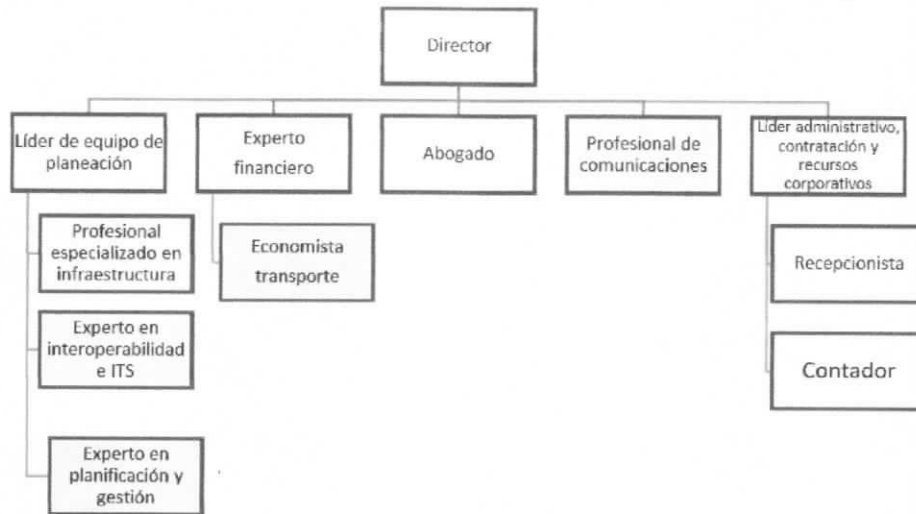 Director
Líder de equipo de
planeación
Experto
financiero
Abogado
Profesional de
comunicaciones
Líder administrativo,
contratación y
recursos
corporativos
Profesional
especializado en
infraestructura
Economista
transporte
Recepcionista
Experto en
interoperabilidad
e ITS
Contador
Experto en
planificación y
gestión